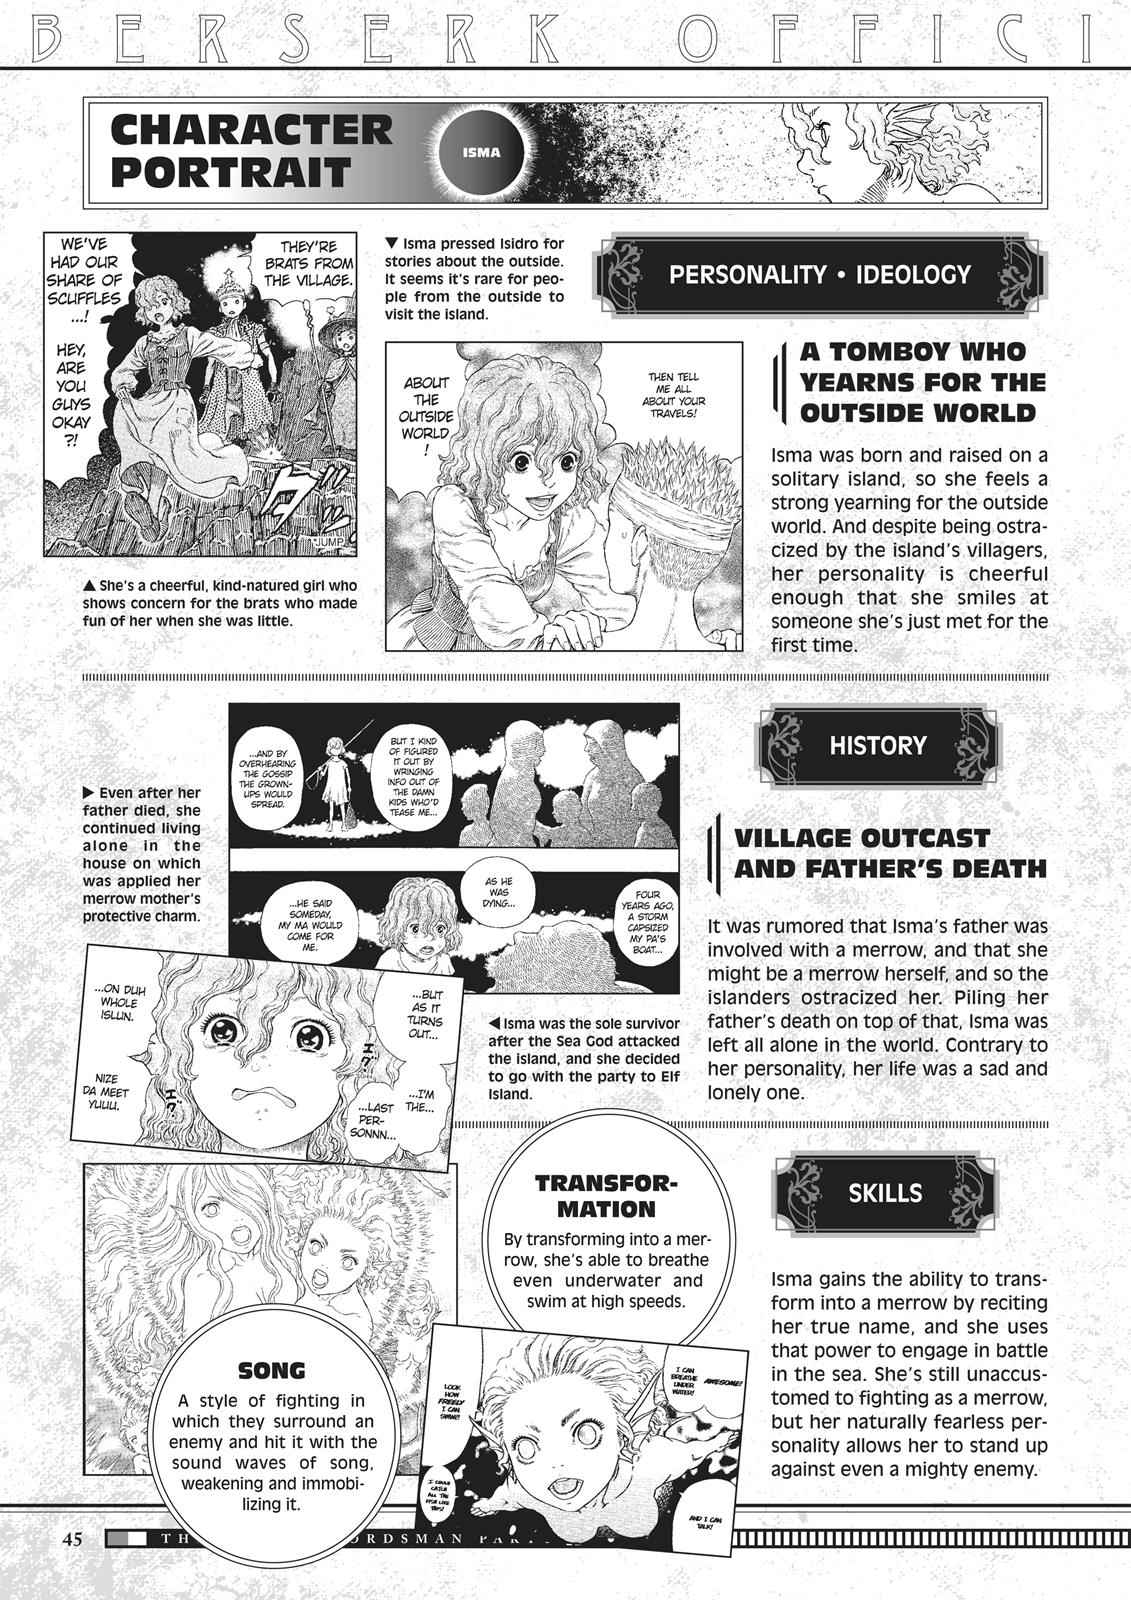 BERSERK OFFICI
CHARACTER
PORTRAIT
ISMA
WE'VE
HAD OUR
SHARE OF
SCUFFLES
...!
HEY,
ARE
YOU
GUYS
OKAY
?!
THEY'RE
BRATS FROM
THE VILLAGE.
*JUMP
▲ She's a cheerful, kind-natured girl who
shows concern for the brats who made
fun of her when she was little.
▼ Isma pressed Isidro for
stories about the outside.
It seems it's rare for peo-
ple from the outside to
visit the island.
ABOUT
THE
OUTSIDE
WORLD
!
THEN TELL
ME ALL
ABOUT YOUR
TRAVELS!
PERSONALITY • IDEOLOGY
A TOMBOY WHO
YEARNS FOR THE
OUTSIDE WORLD
Isma was born and raised on a
solitary island, so she feels a
strong yearning for the outside
world. And despite being ostra-
cized by the island's villagers,
her personality is cheerful
enough that she smiles at
someone she's just met for the
first time.
▶ Even after her
father died, she
continued living
alone in the
house on which
was applied her
merrow mother's
protective charm.
...AND BY
OVERHEARING
THE GOSSIP
THE GROWN-
UPS WOULD
SPREAD.
BUT I KIND
OF FIGURED
IT OUT BY
WRINGING
INFO OUT OF
THE DAMN
KIDS WHO'D
TEASE ME...
...HE SAID
SOMEDAY,
MY MA WOULD
COME FOR
ME.
AS HE
WAS
DYING...
FOUR
YEARS AGO,
A STORM
CAPSIZED
MY PA'S
BOAT...
...ON DUH
WHOLE
ISLUN.
NIZE
DA MEET
YUUU.
...BUT
AS IT
TURNS
OUT...
...I'M
THE...
...LAST
PER-
SONNN...
◀ Isma was the sole survivor
after the Sea God attacked
the island, and she decided
to go with the party to Elf
Island.
HISTORY
VILLAGE OUTCAST
AND FATHER'S DEATH
It was rumored that Isma's father was
involved with a merrow, and that she
might be a merrow herself, and so the
islanders ostracized her. Piling her
father's death on top of that, Isma was
left all alone in the world. Contrary to
her personality, her life was a sad and
lonely one.
TRANSFOR-
MATION
By transforming into a mer-
row, she's able to breathe
even underwater and
swim at high speeds.
SONG
A style of fighting in
which they surround an
enemy and hit it with the
sound waves of song,
weakening and immobi-
lizing it.
LOOK
HOW
FREELY
I CAN
SWIM!!
I COULD
CATCH
ALL THE
FISH LIKE
THIS!
I CAN
BREATHE
UNDER
WATER!
AWESOME!!
AND I CAN
TALK!
SKILLS
Isma gains the ability to trans-
form into a merrow by reciting
her true name, and she uses
that power to engage in battle
in the sea. She's still unaccus-
tomed to fighting as a merrow,
but her naturally fearless per-
sonality allows her to stand up
against even a mighty enemy.
45